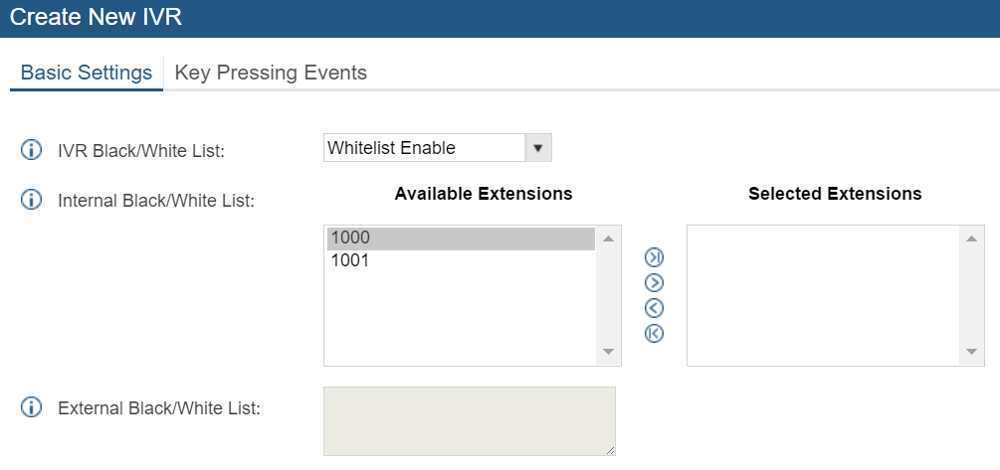 Create New IVR
Basic Settings Key Pressing Events
IVR Black/White List: Whitelist Enable
Internal Black/White List: Available Extensions Selected Extensions
1000
1001
External Black/White List: